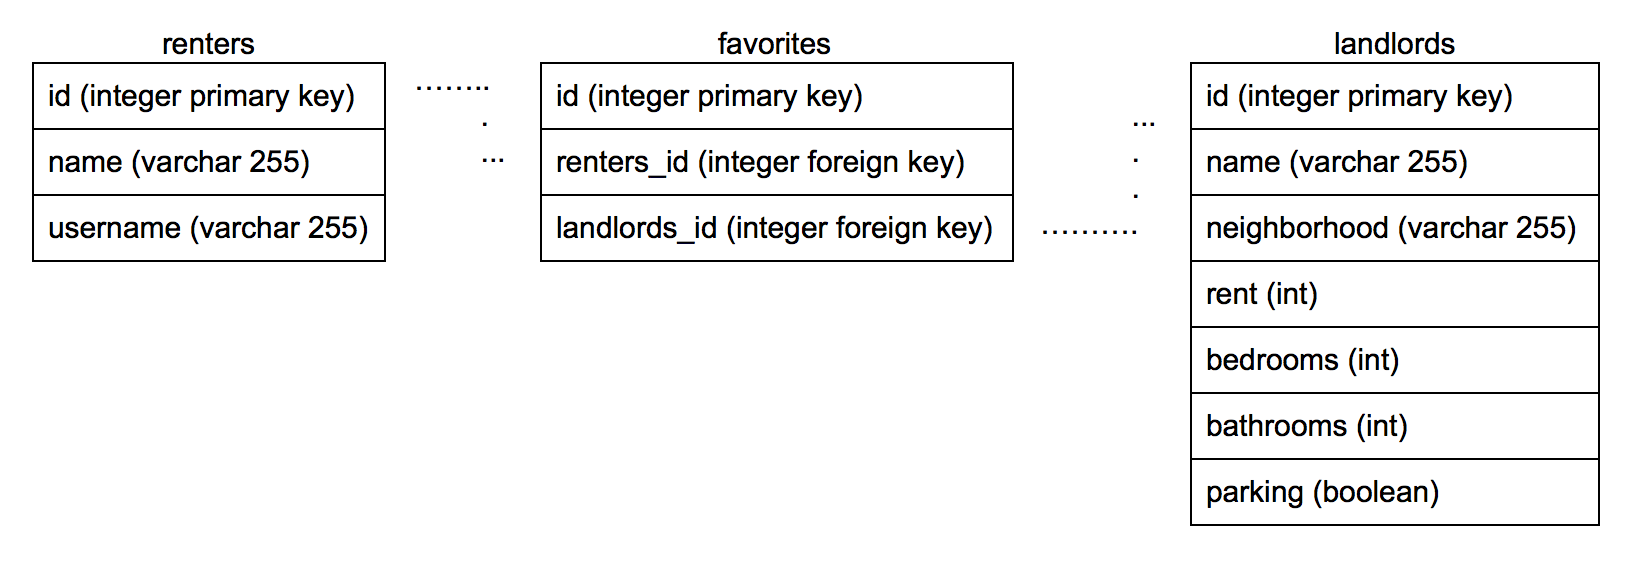 renters
id (integer primary key)
name (varchar 255)
username (varchar 255)
favorites
id (integer primary key)
renters_id (integer foreign key)
landlords_id (integer foreign key)
landlords
id (integer primary key)
name (varchar 255)
neighborhood (varchar 255)
rent (int)
bedrooms (int)
bathrooms (int)
parking (boolean)